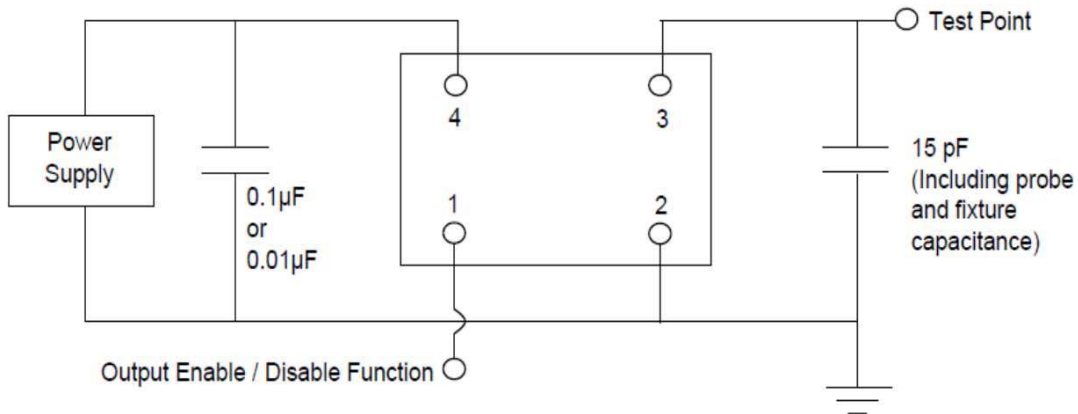 Test Point
4
3
Power
Supply
15 pF
(Including probe
and fixture
capacitance)
0.1µF
or
0.01µF
1
2
Output Enable / Disable Function